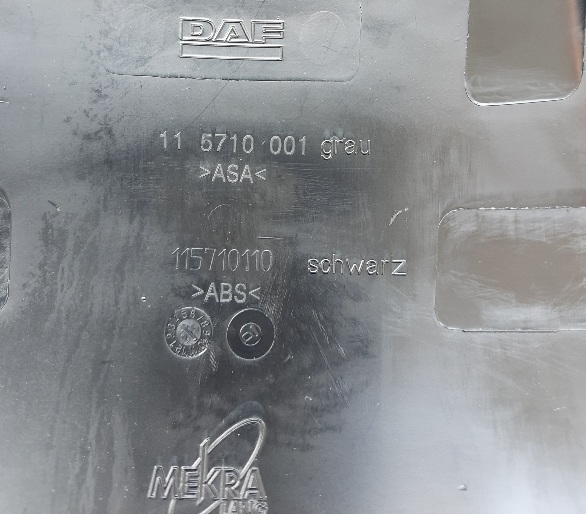 DAF
11 5710 001 grau
>ASA<
115710110 schwarz
>ABS<
MEKRA